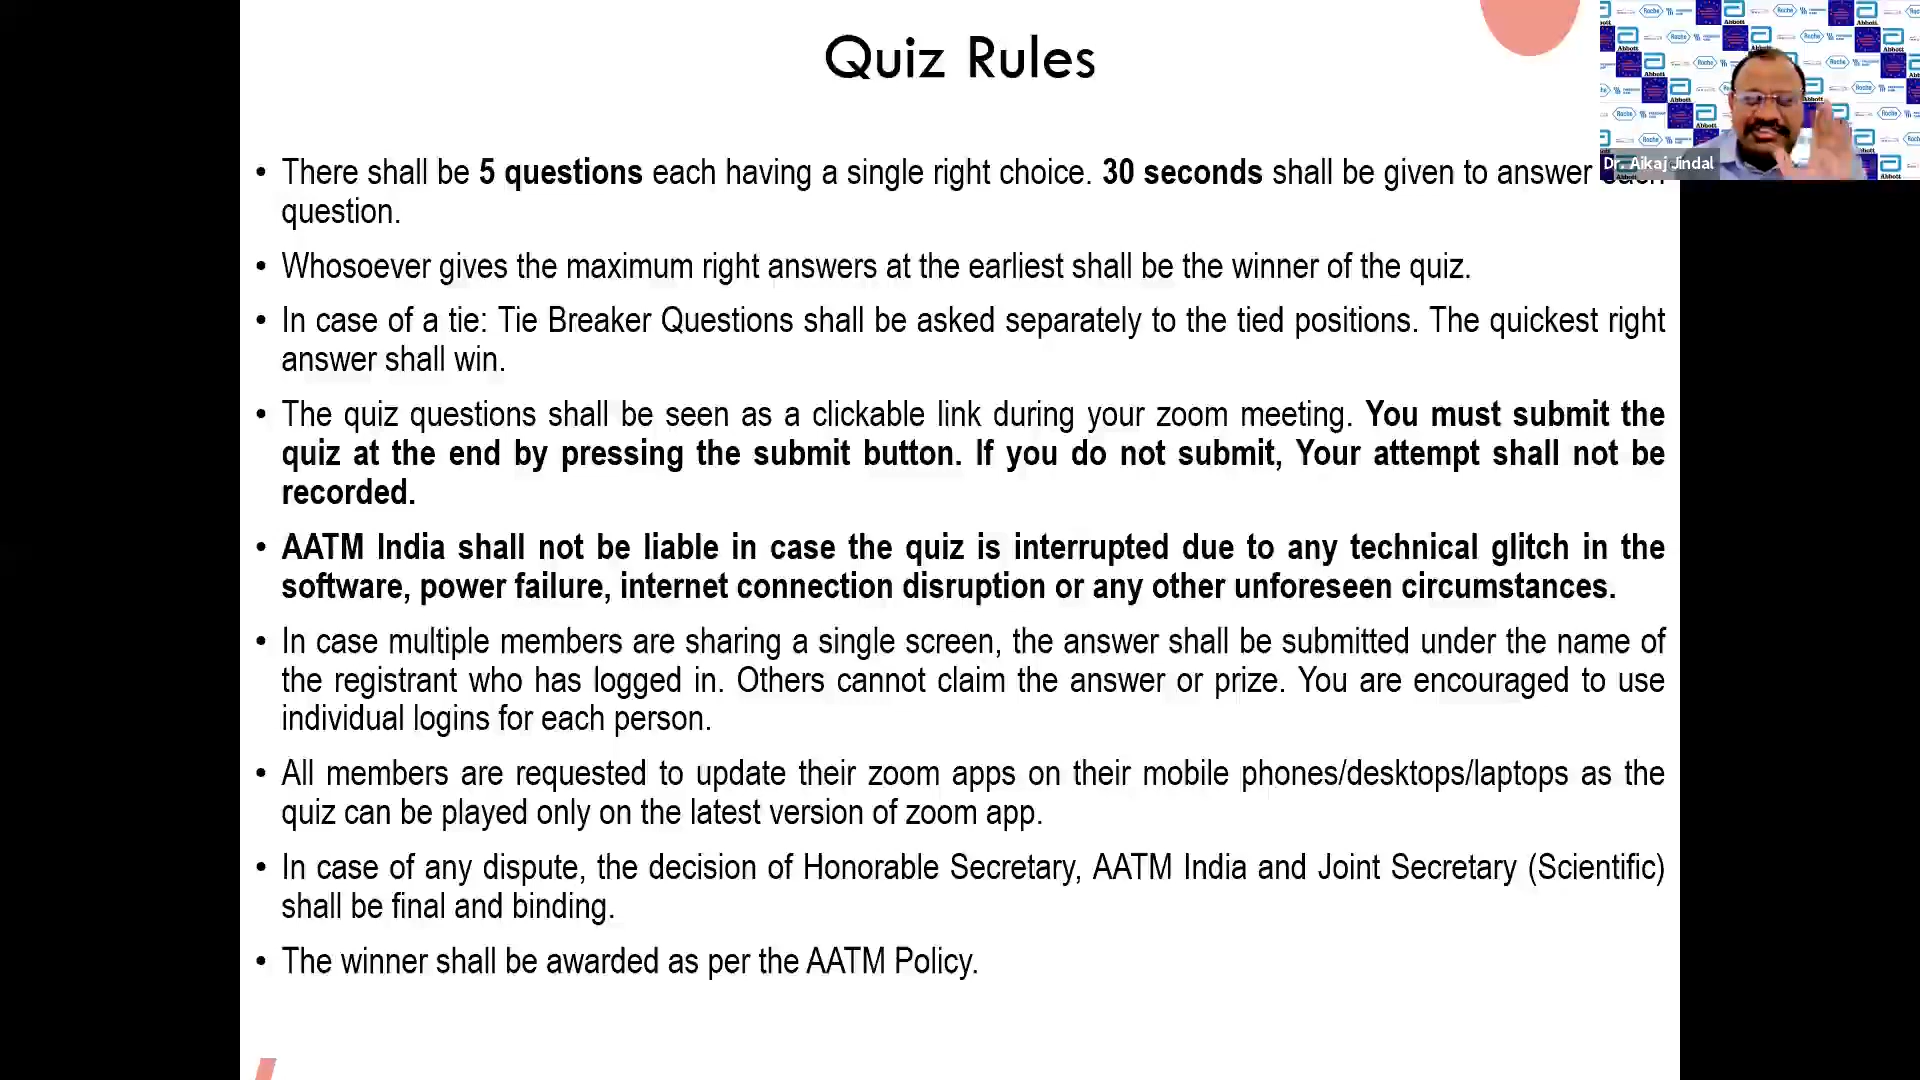 Quiz Rules
• There shall be 5 questions each having a single right choice. 30 seconds shall be given to answer each
question.
• Whosoever gives the maximum right answers at the earliest shall be the winner of the quiz.
• In case of a tie: Tie Breaker Questions shall be asked separately to the tied positions. The quickest right
answer shall win.
• The quiz questions shall be seen as a clickable link during your zoom meeting. You must submit the
quiz at the end by pressing the submit button. If you do not submit, Your attempt shall not be
recorded.
• AATM India shall not be liable in case the quiz is interrupted due to any technical glitch in the
software, power failure, internet connection disruption or any other unforeseen circumstances.
• In case multiple members are sharing a single screen, the answer shall be submitted under the name of
the registrant who has logged in. Others cannot claim the answer or prize. You are encouraged to use
individual logins for each person.
• All members are requested to update their zoom apps on their mobile phones/desktops/laptops as the
quiz can be played only on the latest version of zoom app.
• In case of any dispute, the decision of Honorable Secretary, AATM India and Joint Secretary (Scientific)
shall be final and binding.
• The winner shall be awarded as per the AATM Policy.
Dr. Aikaj Jindal
Roche
Abbott